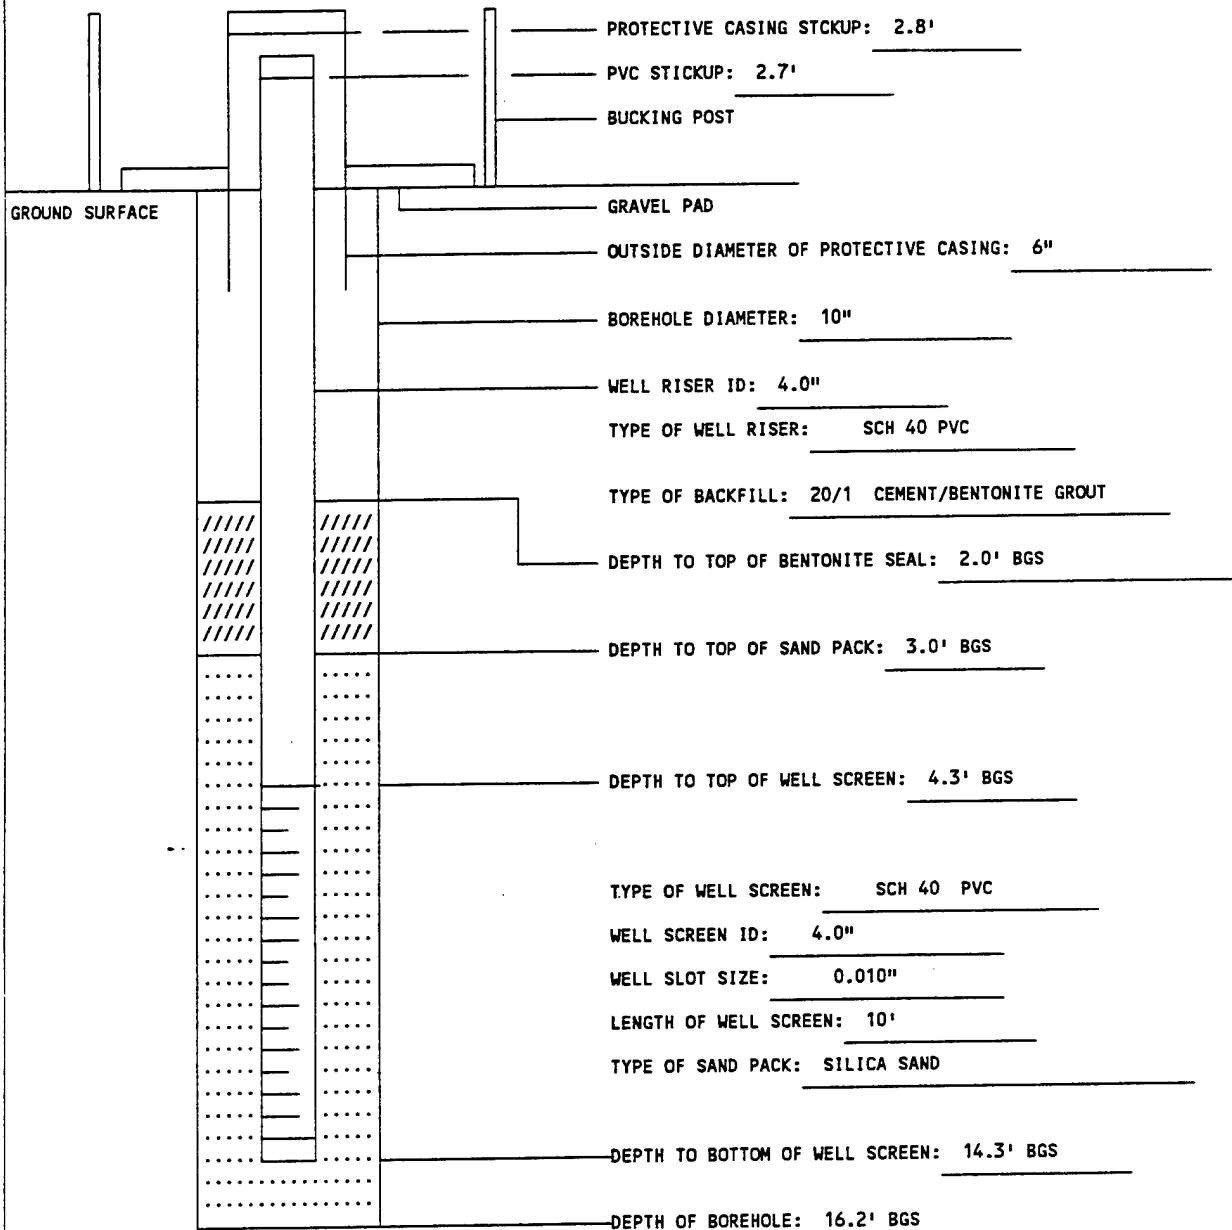 PROTECTIVE CASING STCKUP: 2.8'
PVC STICKUP: 2.7'
BUCKING POST
GROUND SURFACE
GRAVEL PAD
OUTSIDE DIAMETER OF PROTECTIVE CASING: 6"
BOREHOLE DIAMETER: 10"
WELL RISER ID: 4.0"
TYPE OF WELL RISER: SCH 40 PVC
TYPE OF BACKFILL: 20/1 CEMENT/BENTONITE GROUT
DEPTH TO TOP OF BENTONITE SEAL: 2.0' BGS
DEPTH TO TOP OF SAND PACK: 3.0' BGS
DEPTH TO TOP OF WELL SCREEN: 4.3' BGS
TYPE OF WELL SCREEN: SCH 40 PVC
WELL SCREEN ID: 4.0"
WELL SLOT SIZE: 0.010"
LENGTH OF WELL SCREEN: 10'
TYPE OF SAND PACK: SILICA SAND
DEPTH TO BOTTOM OF WELL SCREEN: 14.3' BGS
DEPTH OF BOREHOLE: 16.2' BGS